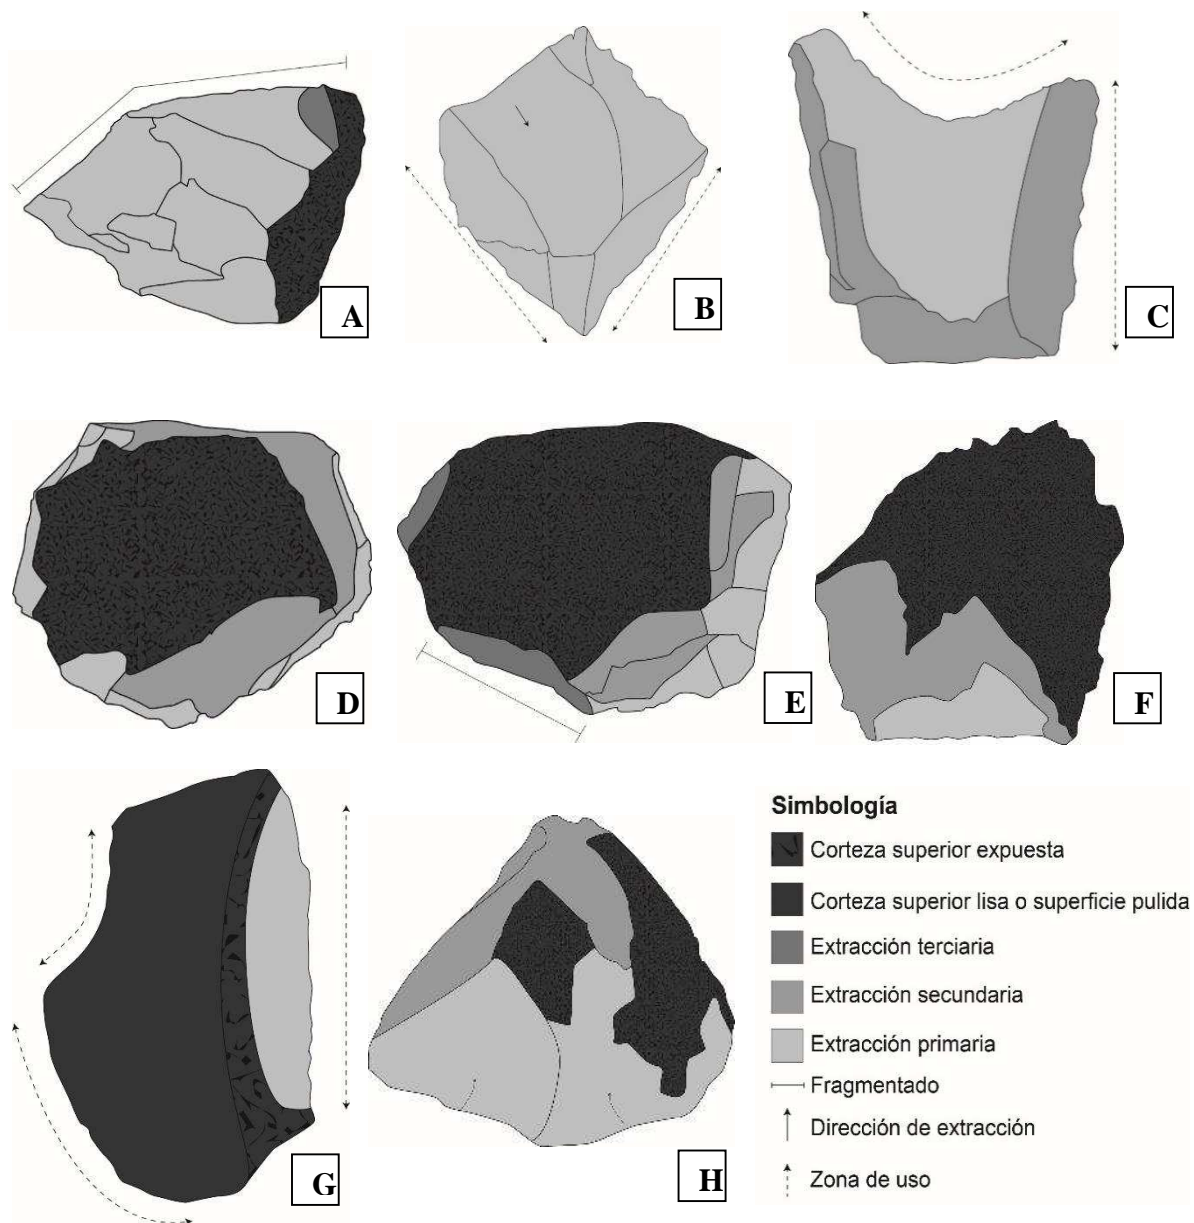 A
B
C
D
E
F
G
H
Simbología
Corteza superior expuesta
Corteza superior lisa o superficie pulida
Extracción terciaria
Extracción secundaria
Extracción primaria
Fragmentado
Dirección de extracción
Zona de uso